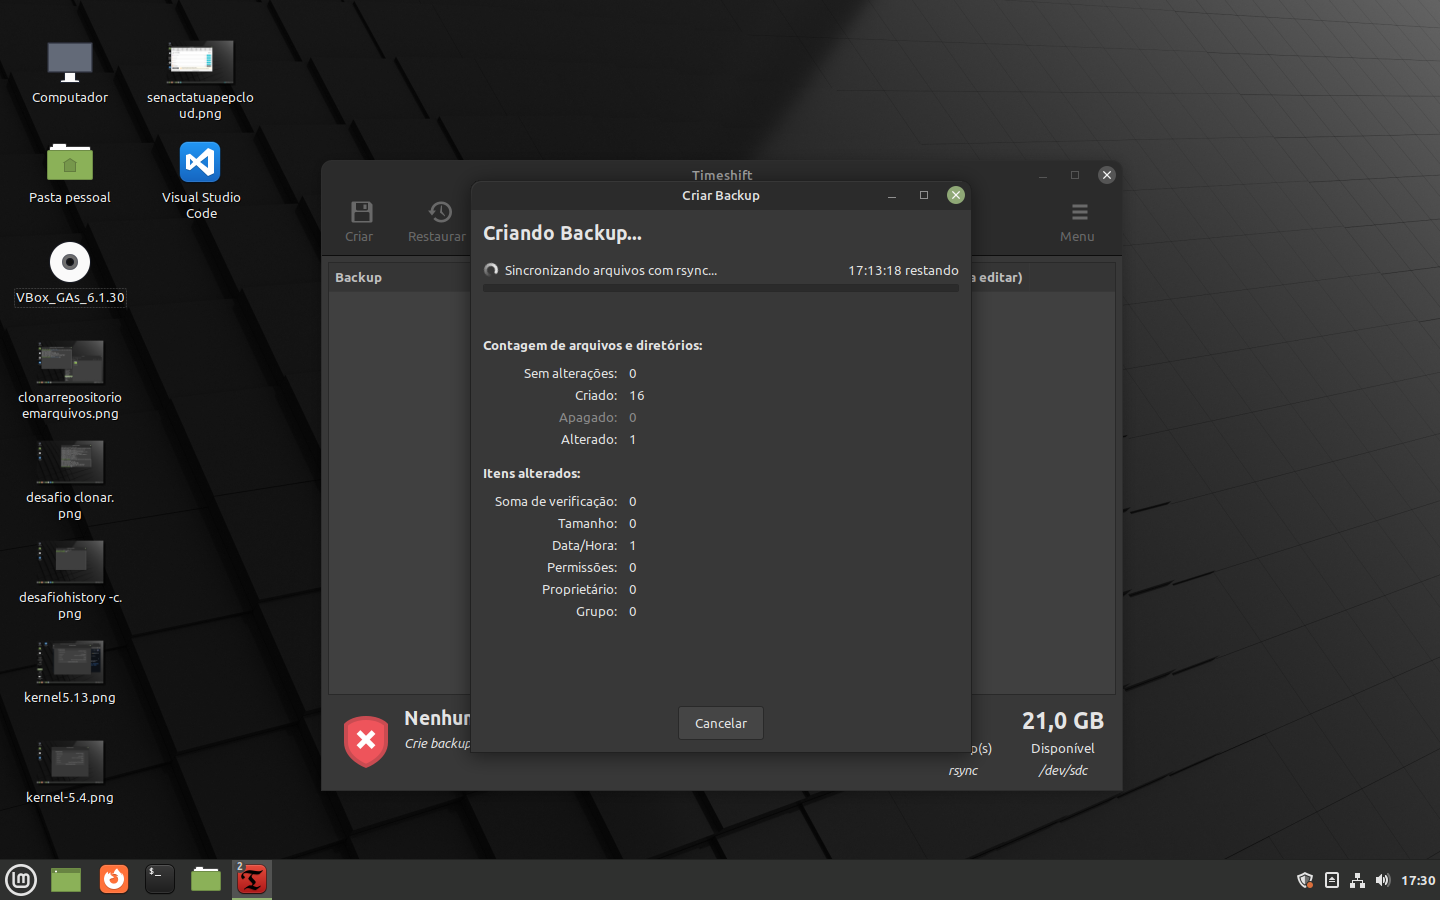 Computador
senactatuapepclo
ud.png
Pasta pessoal
Visual Studio
Code
VBox_GAs_6.1.30
clonarrepositorio
emarquivos.png
desafio clonar.
png
desafiohistory -c.
png
kernel5.13.png
kernel-5.4.png
Timeshift
Criar
Restaurar
Menu
Backup
a editar)
Criar Backup
Criando Backup...
Sincronizando arquivos com rsync...
17:13:18 restando
Contagem de arquivos e diretórios:
Sem alterações: 0
Criado: 16
Apagado: 0
Alterado: 1
Itens alterados:
Soma de verificação: 0
Tamanho: 0
Data/Hora: 1
Permissões: 0
Proprietário: 0
Grupo: 0
Cancelar
Nenhur
Crie backup
p(s)
rsync
21,0 GB
Disponível
/dev/sdc
2
$_
17:30